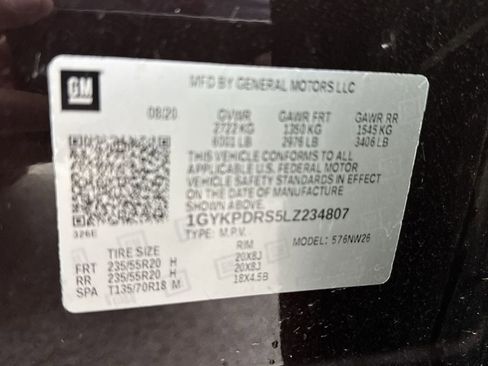 GM
MFD BY GENERAL MOTORS LLC
08/20 GVWR GAWR FRT GAWR RR
2722 KG 1350 KG 1545 KG
6001 LB 2976 LB 3406 LB
THIS VEHICLE CONFORMS TO ALL
APPLICABLE U.S. FEDERAL MOTOR
VEHICLE SAFETY STANDARDS IN EFFECT
ON THE DATE OF MANUFACTURE
SHOWN ABOVE.
326E 1GYKPDRS5LZ234807
TYPE: M.P.V. MODEL: 576NW26
TIRE SIZE RIM
FRT 235/55R20 H 20X8J
RR 235/55R20 H 20X8J
SPA T135/70R18 M 18X4.5B